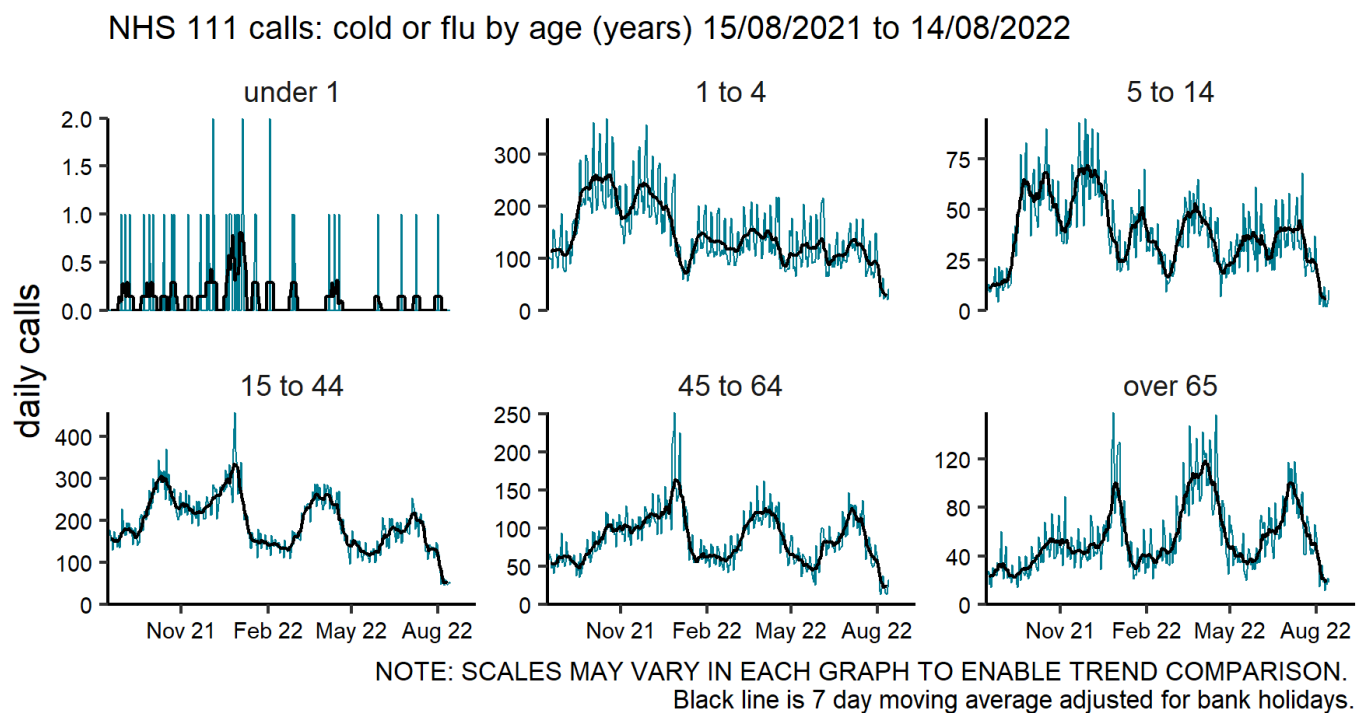 NHS 111 calls: cold or flu by age (years) 15/08/2021 to 14/08/2022
under 1
1 to 4
5 to 14
2.0
1.5
1.0
0.5
0.0
300
200
100
0
75
50
25
0
daily calls
15 to 44
45 to 64
over 65
400
300
200
100
0
250
200
150
100
50
0
120
80
40
0
Nov 21 Feb 22 May 22 Aug 22
Nov 21 Feb 22 May 22 Aug 22
Nov 21 Feb 22 May 22 Aug 22
NOTE: SCALES MAY VARY IN EACH GRAPH TO ENABLE TREND COMPARISON.
Black line is 7 day moving average adjusted for bank holidays.